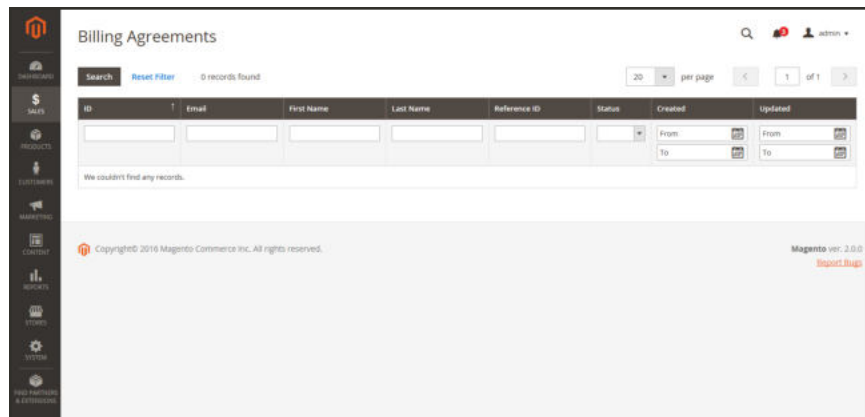 Billing Agreements
admin
Search Reset Filter 0 records found
20 per page 1 of 1
ID Email First Name Last Name Reference ID Status Created Updated
From From
To To
We couldn't find any records.
Copyright© 2016 Magento Commerce Inc. All rights reserved.
Magento ver. 2.0.0
Report Bugs
DASHBOARD
$
SALES
PRODUCTS
CUSTOMERS
MARKETING
CONTENT
REPORTS
STORES
SYSTEM
FIND PARTNERS
& EXTENSIONS